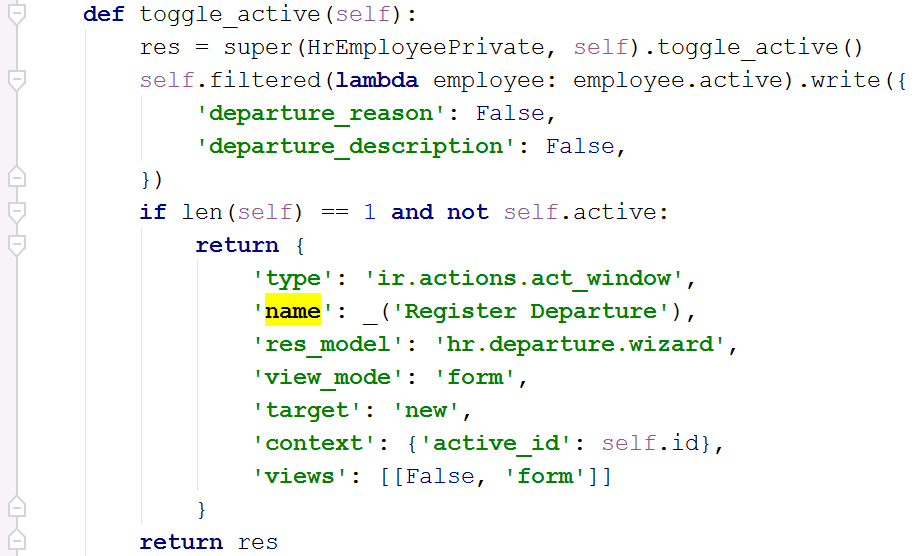 def toggle_active(self):
    res = super(HrEmployeePrivate, self).toggle_active()
    self.filtered(lambda employee: employee.active).write({
        'departure_reason': False,
        'departure_description': False,
    })
    if len(self) == 1 and not self.active:
        return {
            'type': 'ir.actions.act_window',
            'name': _('Register Departure'),
            'res_model': 'hr.departure.wizard',
            'view_mode': 'form',
            'target': 'new',
            'context': {'active_id': self.id},
            'views': [[False, 'form']]
        }
    return res